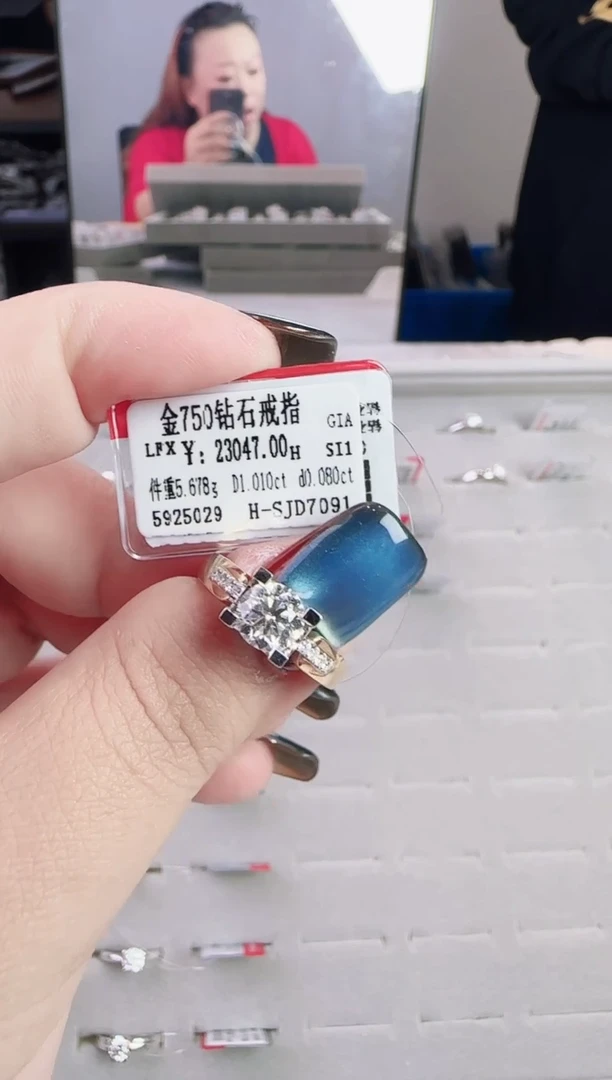 金750钻石戒指 GIA
LFX ¥: 23047.00 H SI1
件重5.678g D1.010ct d0.080ct
5925029 H-SJD7091